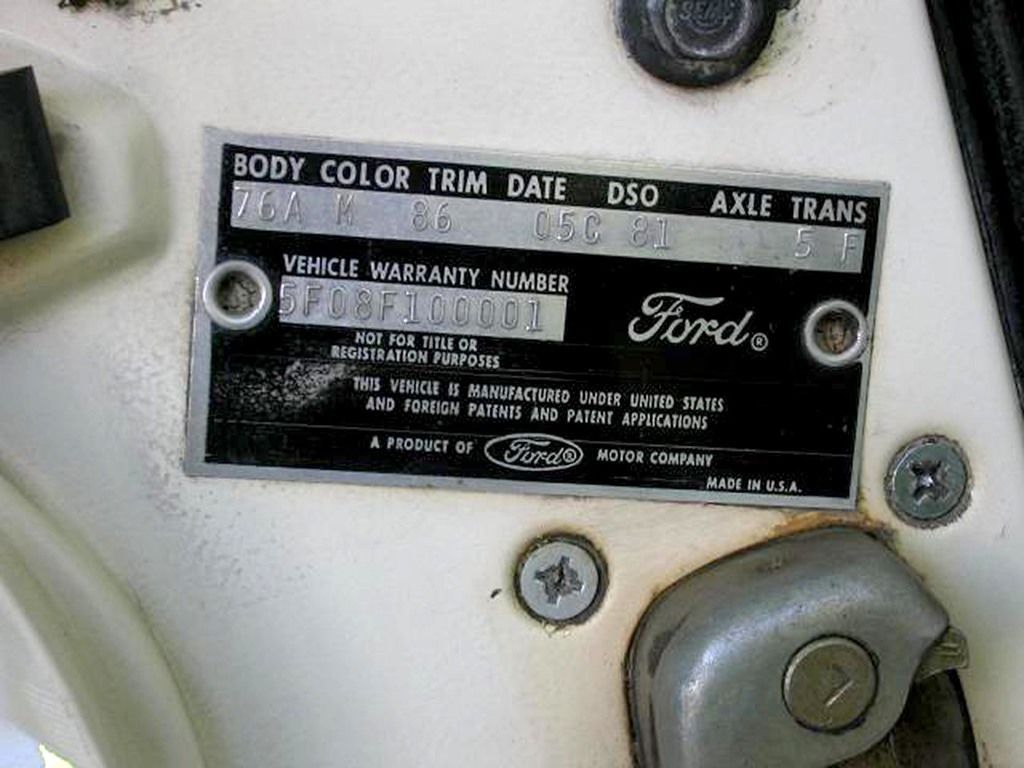 BODY COLOR TRIM DATE DSO AXLE TRANS
76A M 86 05C 81 5 F
VEHICLE WARRANTY NUMBER
5F08F100001
Ford®
NOT FOR TITLE OR
REGISTRATION PURPOSES
THIS VEHICLE IS MANUFACTURED UNDER UNITED STATES
AND FOREIGN PATENTS AND PATENT APPLICATIONS
A PRODUCT OF Ford® MOTOR COMPANY
MADE IN U.S.A.